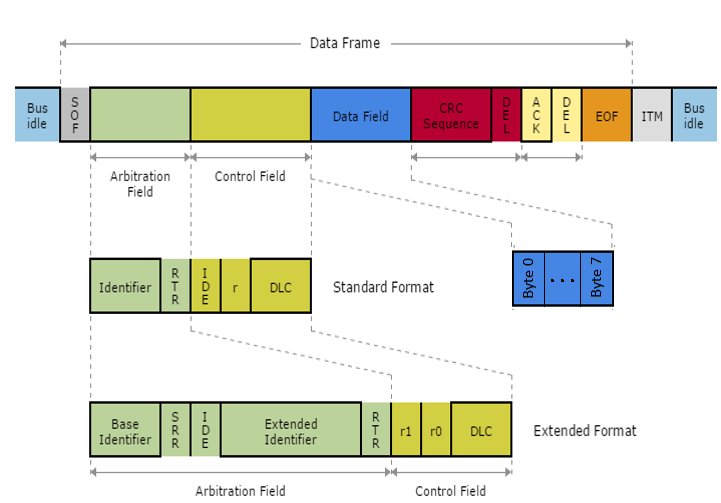 Data Frame
Bus
idle
SOF
Data Field
CRC
Sequence
DEL
ACK
DEL
EOF
ITM
Bus
idle
Arbitration
Field
Control Field
Identifier
RTR
IDE
r
DLC
Standard Format
Byte 0
...
Byte 7
Base
Identifier
SRR
IDE
Extended
Identifier
RTR
r1
r0
DLC
Extended Format
Arbitration Field
Control Field